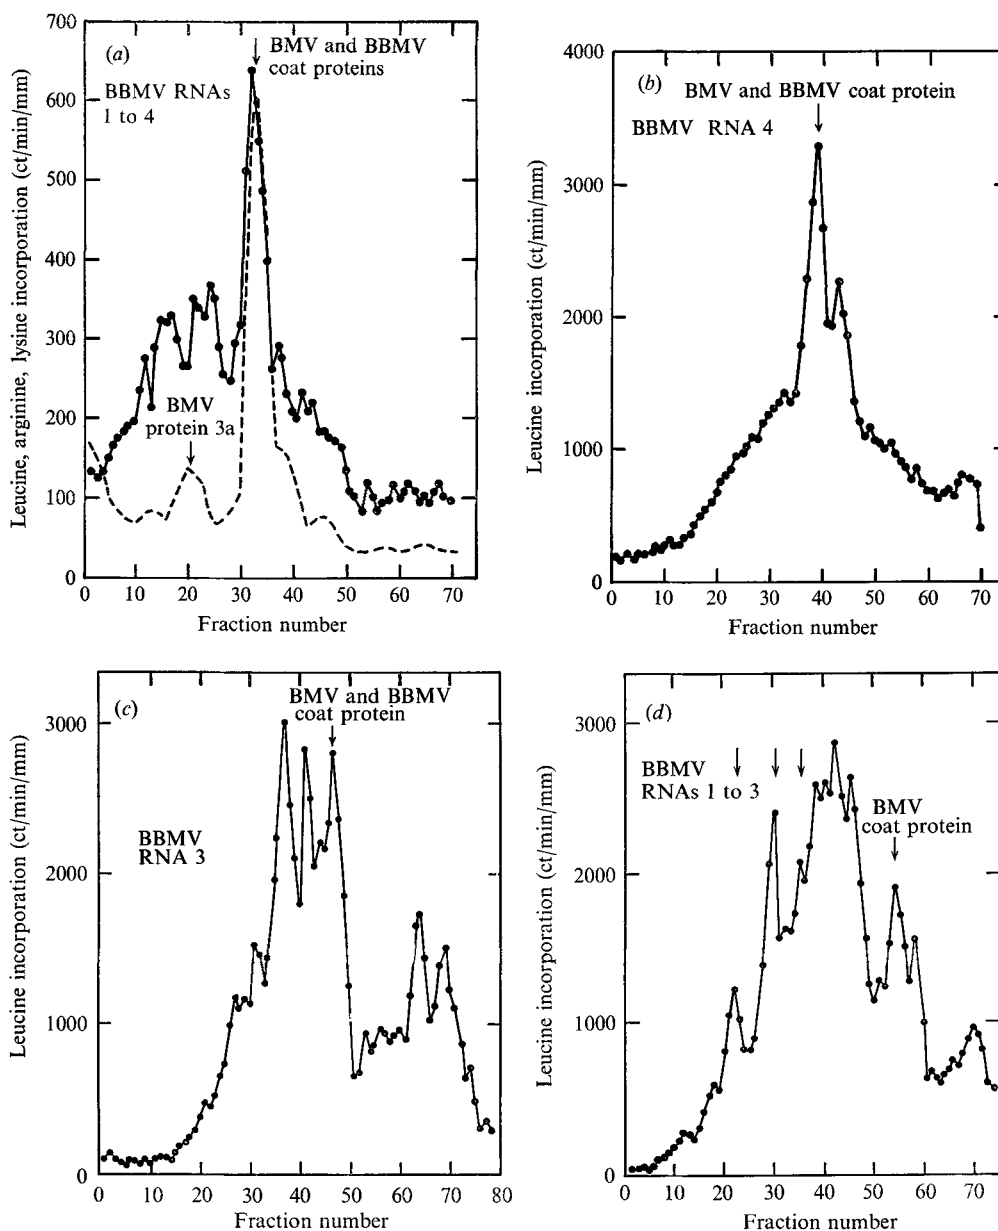 (a)
BMV and BBMV
coat proteins
BBMV RNAs
1 to 4
BMV
protein 3a
Leucine, arginine, lysine incorporation (ct/min/mm)
700
600
500
400
300
200
100
0
0 10 20 30 40 50 60 70
Fraction number
(b)
BMV and BBMV coat protein
BBMV RNA 4
Leucine incorporation (ct/min/mm)
4000
3000
2000
1000
0
0 10 20 30 40 50 60 70
Fraction number
(c)
BMV and BBMV
coat protein
BBMV
RNA 3
Leucine incorporation (ct/min/mm)
3000
2000
1000
0
0 10 20 30 40 50 60 70 80
Fraction number
(d)
BBMV
RNAs 1 to 3
BMV
coat protein
Leucine incorporation (ct/min/mm)
3000
2000
1000
0
0 10 20 30 40 50 60 70
Fraction number